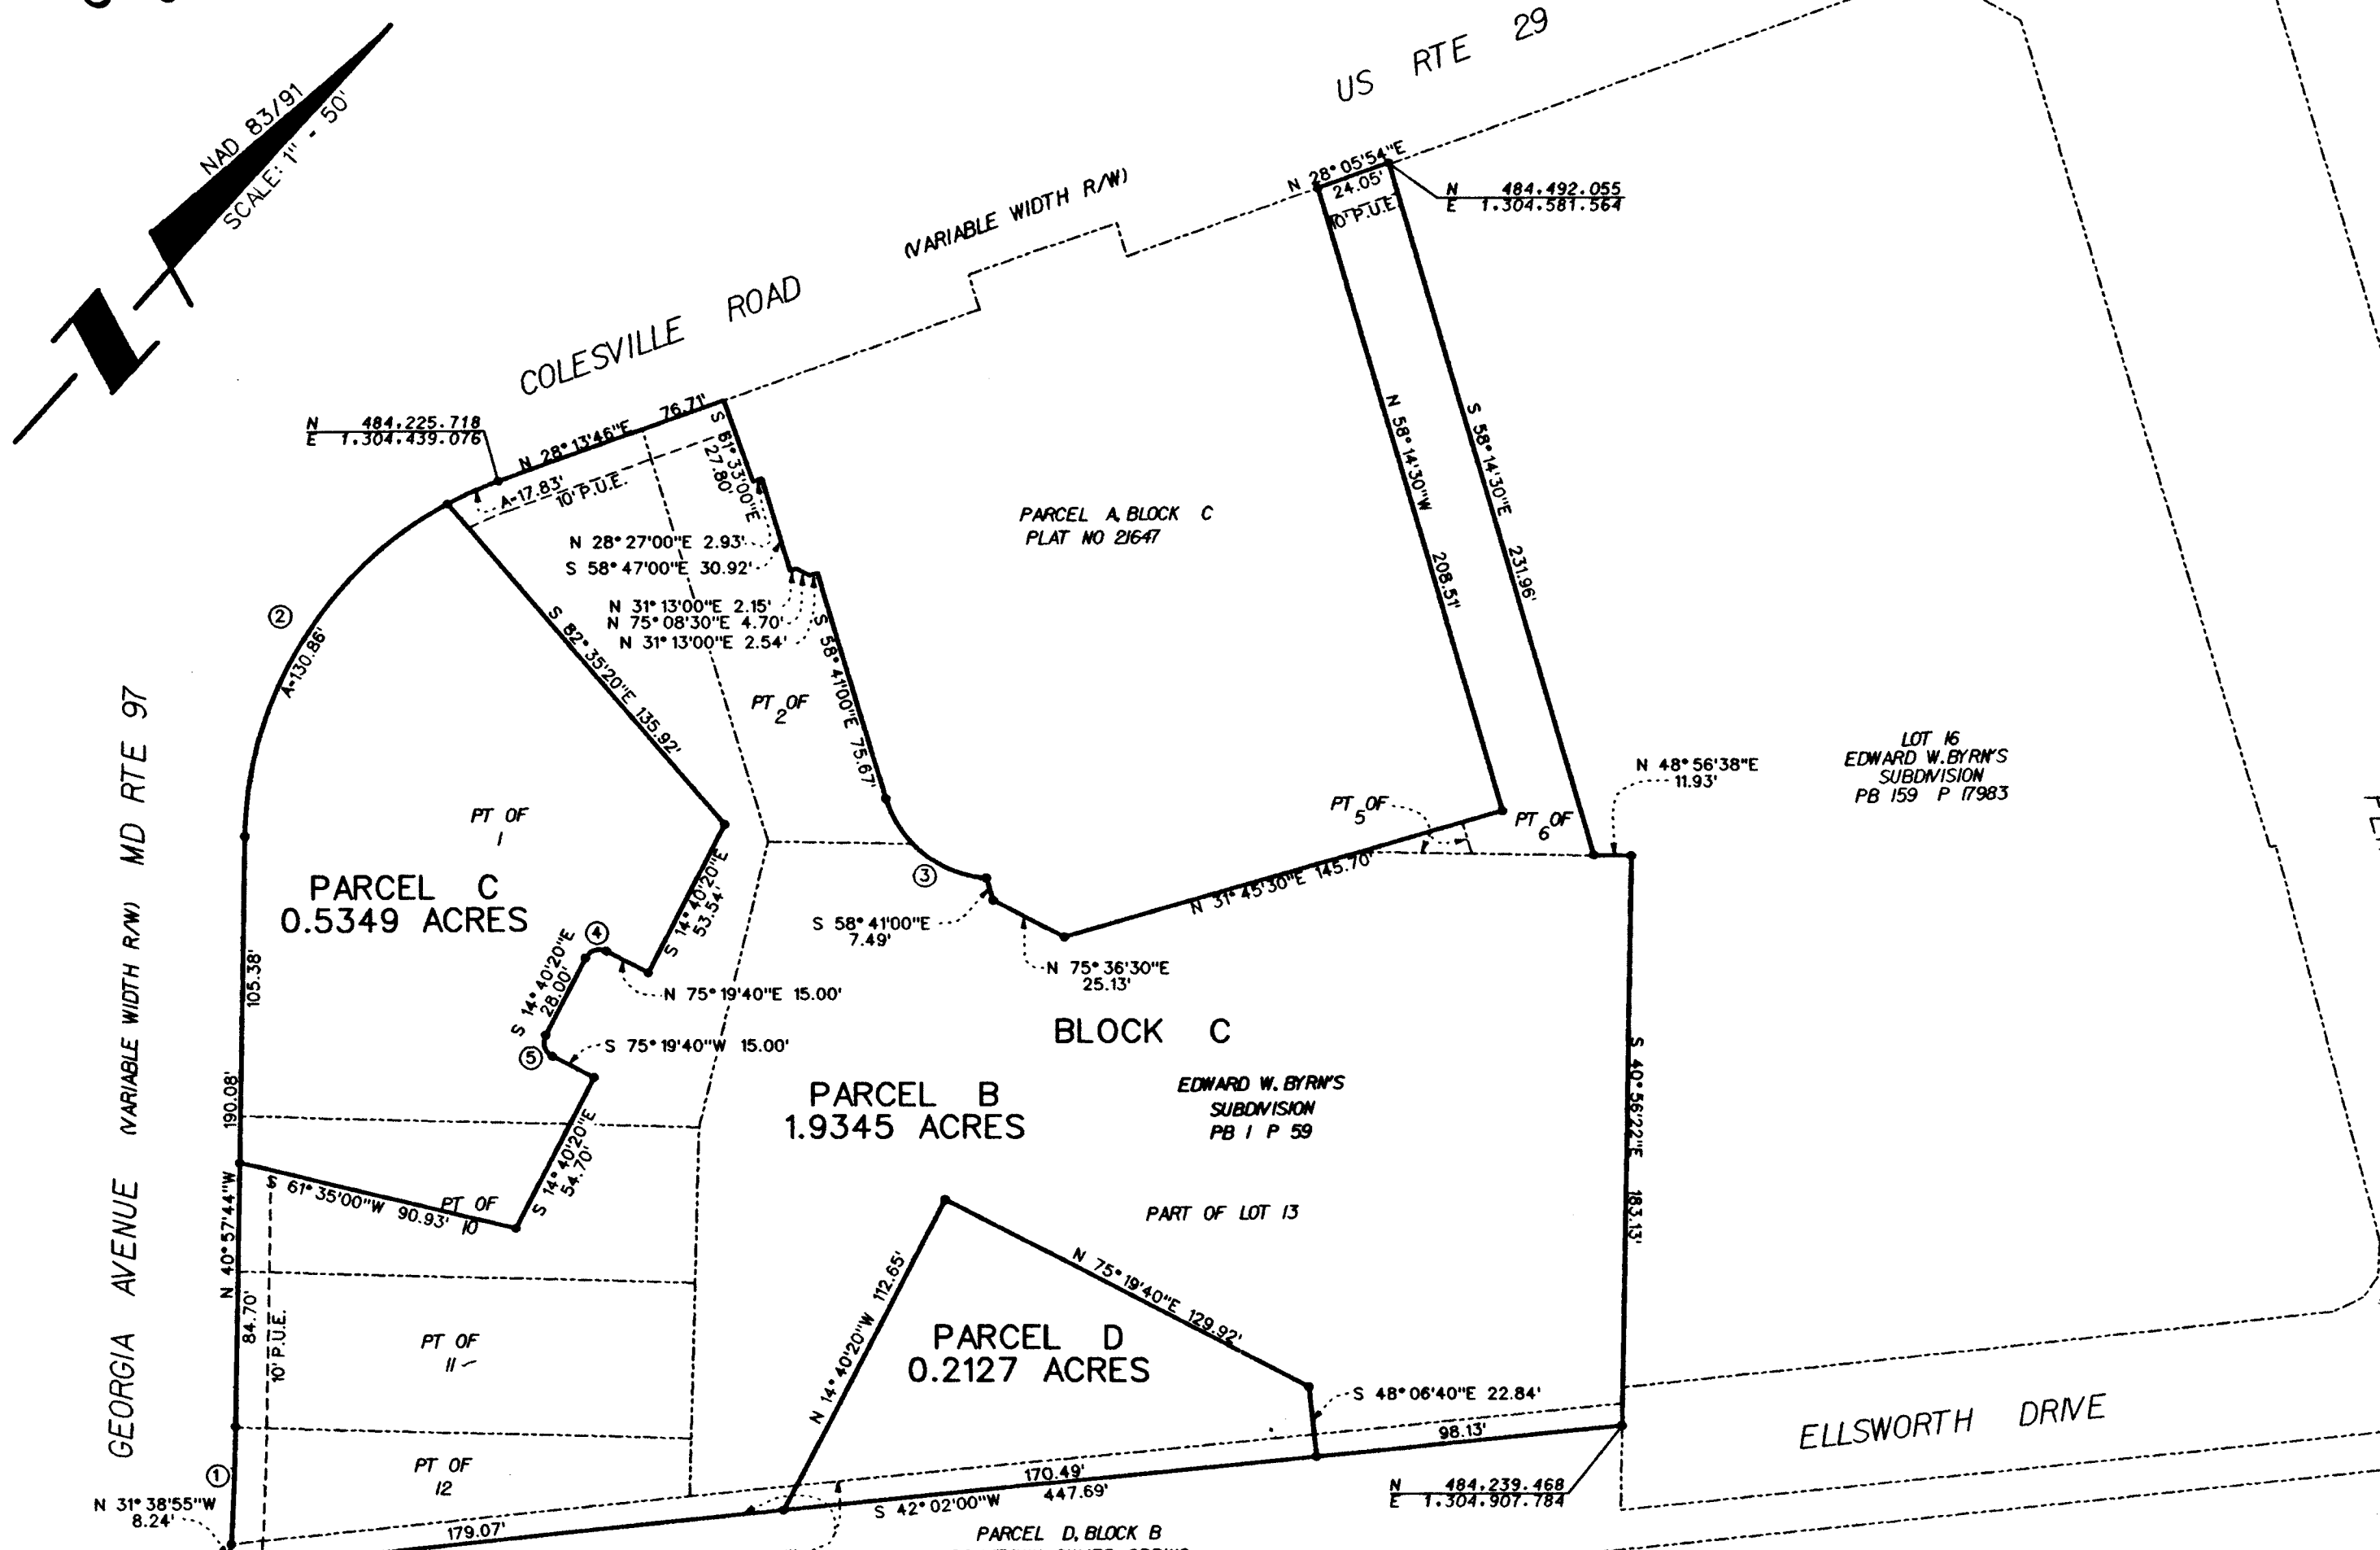 NAD 83/91
SCALE: 1" - 50'
US RTE 29
COLESVILLE ROAD
(VARIABLE WIDTH R/W)
N 28°05'54"E
24.05'
10' P.U.E.
N 484.492.055
E 1.304.581.564
N 484.225.718
E 1.304.439.076
N 28°13'46"E 76.71'
A=17.83'
10' P.U.E.
S 61°33'00"E
27.80'
N 28°27'00"E 2.93'
S 58°47'00"E 30.92'
N 31°13'00"E 2.15'
N 75°08'30"E 4.70'
N 31°13'00"E 2.54'
S 58°41'00"E 75.67'
PARCEL A, BLOCK C
PLAT NO 21647
N 58°14'30"W 208.51'
S 58°14'30"E 231.96'
2
A=130.86'
S 82°35'20"E 135.92'
PT OF
2
PT OF
1
PARCEL C
0.5349 ACRES
GEORGIA AVENUE (VARIABLE WIDTH R/W) MD RTE 97
105.38'
190.08'
N 40°57'44"W
84.70'
10' P.U.E.
S 14°40'20"E
53.54'
4
N 75°19'40"E 15.00'
S 14°40'20"E
28.00'
5
S 75°19'40"W 15.00'
S 14°40'20"E
54.70'
S 61°35'00"W 90.93'
PT OF
10
3
S 58°41'00"E
7.49'
N 75°36'30"E
25.13'
N 31°45'30"E 145.70'
PT OF
5
PT OF
6
N 48°56'38"E
11.93'
LOT 16
EDWARD W. BYRN'S
SUBDIVISION
PB 159 P 17983
BLOCK C
PARCEL B
1.9345 ACRES
EDWARD W. BYRN'S
SUBDIVISION
PB 1 P 59
S 40°56'22"E 183.13'
PART OF LOT 13
N 75°19'40"E 129.92'
N 14°40'20"W 112.65'
PARCEL D
0.2127 ACRES
S 48°06'40"E 22.84'
PT OF
11
PT OF
12
1
N 31°38'55"W
8.24'
179.07'
170.49'
98.13'
S 42°02'00"W 447.69'
N 484.239.468
E 1.304.907.784
ELLSWORTH DRIVE
PARCEL D, BLOCK B